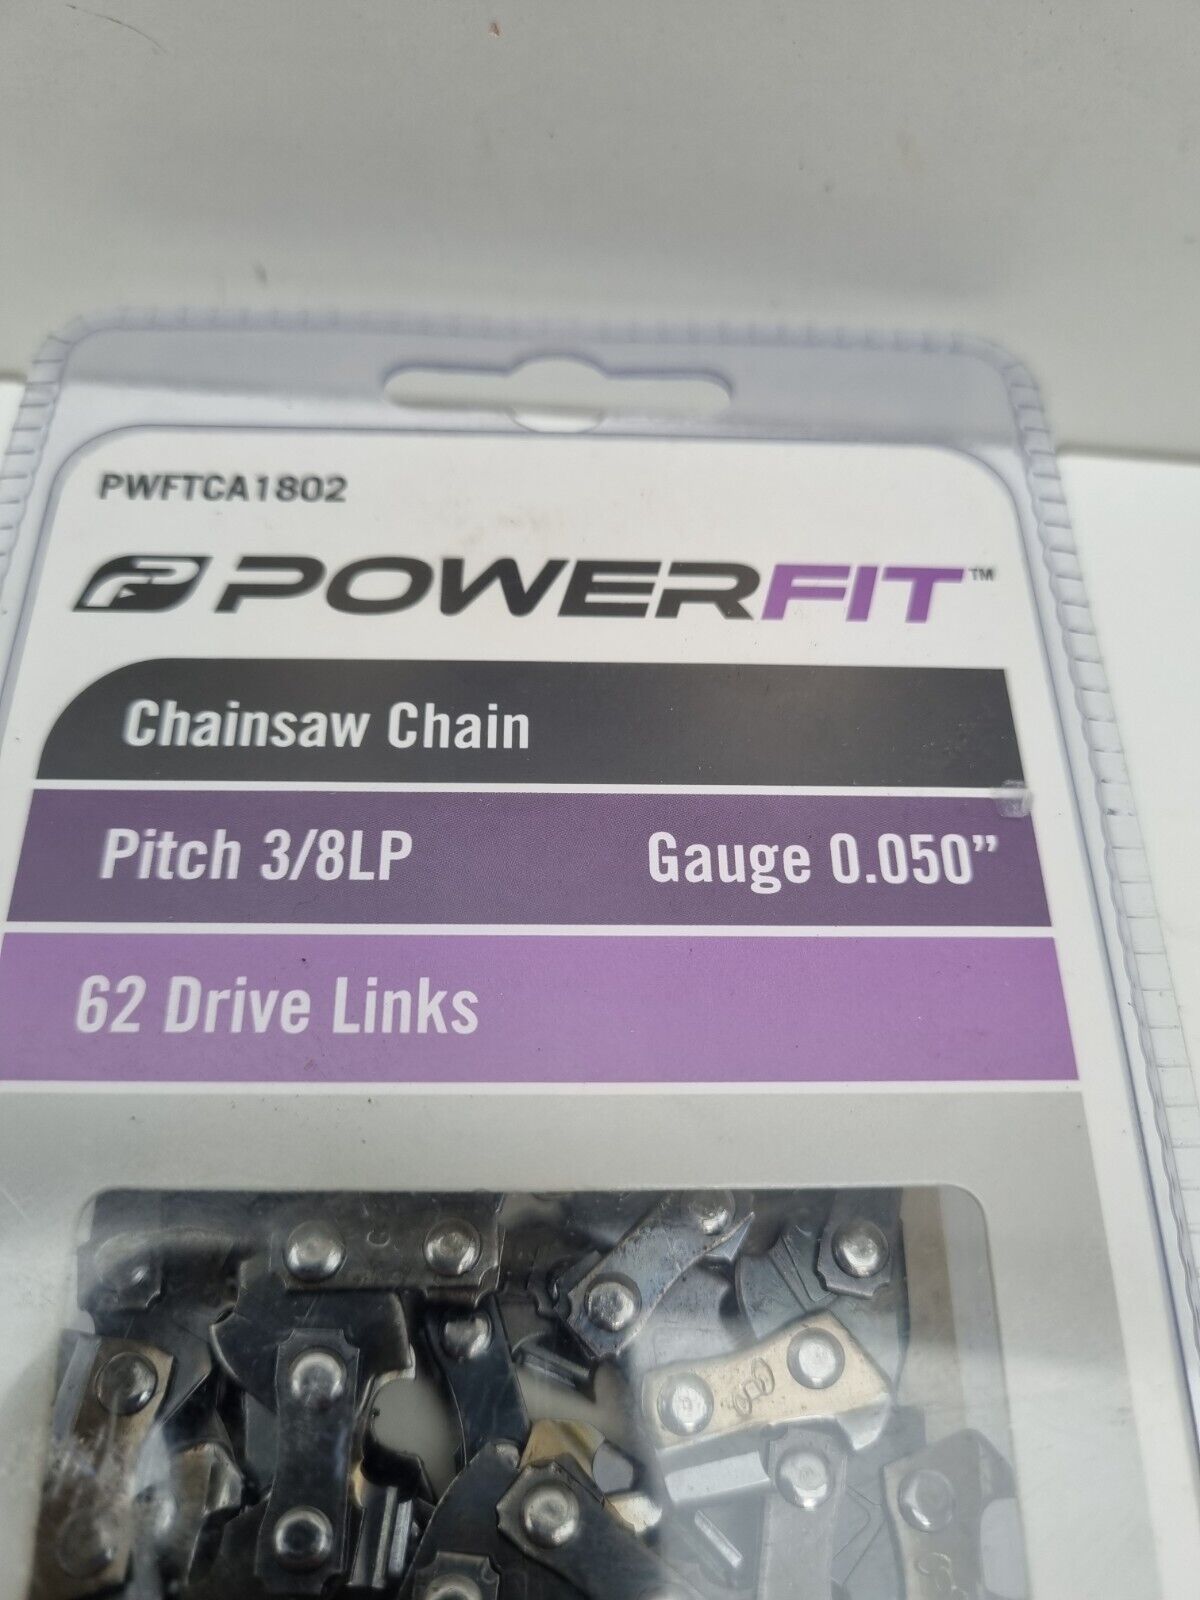 PWFTCA1802
POWERFIT™
Chainsaw Chain
Pitch 3/8LP Gauge 0.050”
62 Drive Links